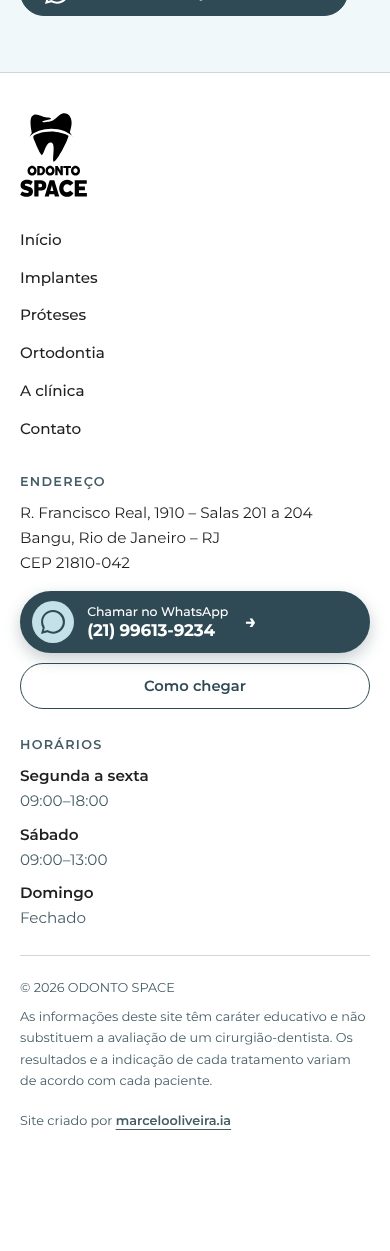 ODONTO
SPACE
Início
Implantes
Próteses
Ortodontia
A clínica
Contato
ENDEREÇO
R. Francisco Real, 1910 – Salas 201 a 204
Bangu, Rio de Janeiro – RJ
CEP 21810-042
Chamar no WhatsApp
(21) 99613-9234 →
Como chegar
HORÁRIOS
Segunda a sexta
09:00–18:00
Sábado
09:00–13:00
Domingo
Fechado
© 2026 ODONTO SPACE
As informações deste site têm caráter educativo e não
substituem a avaliação de um cirurgião-dentista. Os
resultados e a indicação de cada tratamento variam
de acordo com cada paciente.
Site criado por marcelooliveira.ia